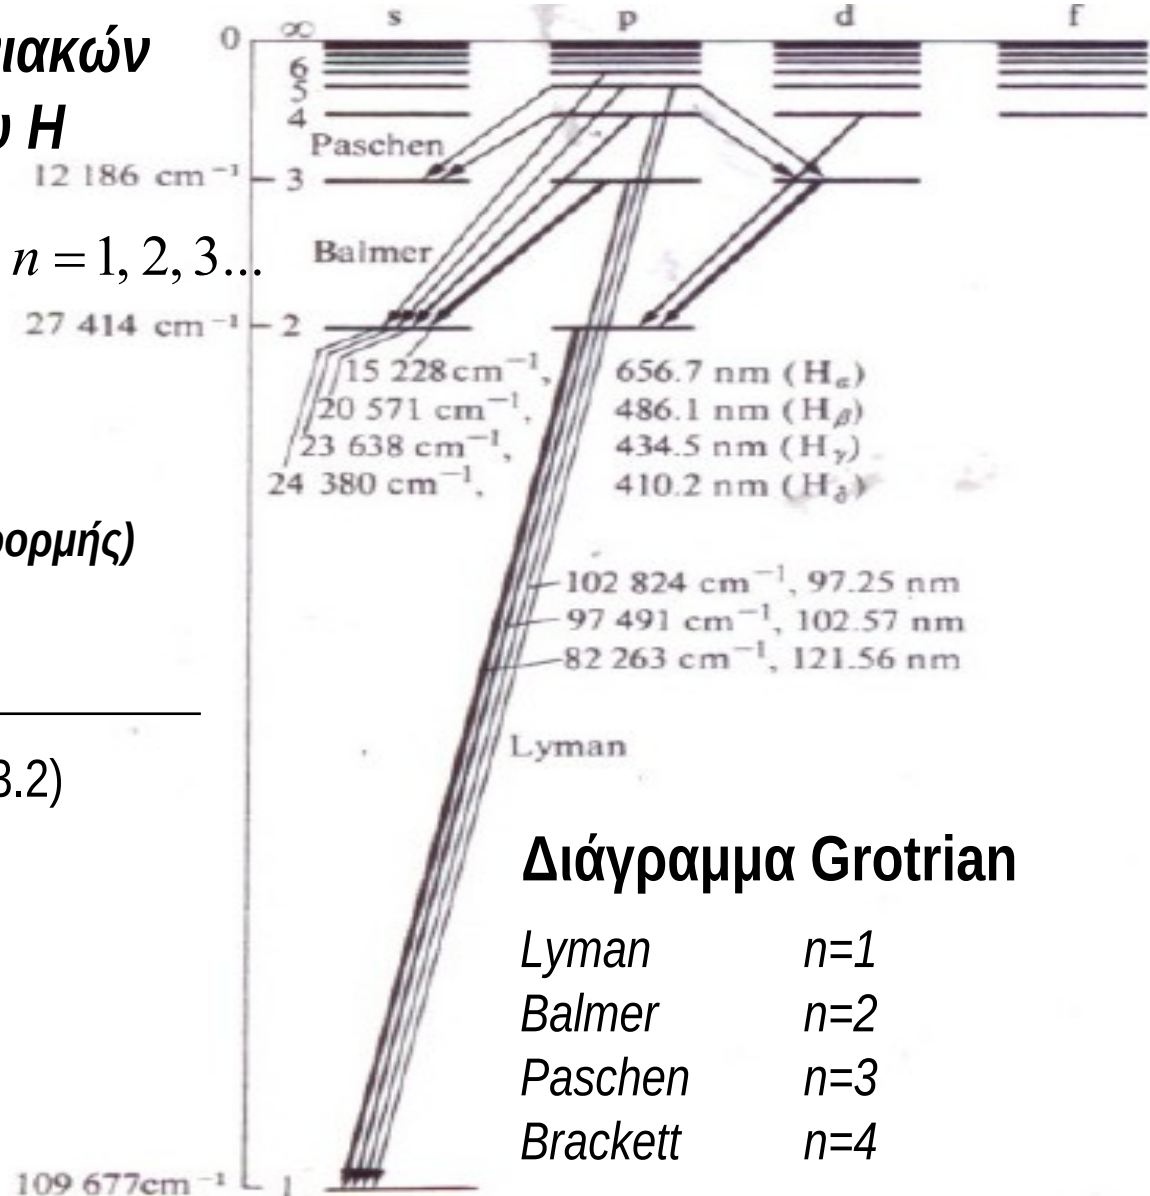 s p d f
0 ∞
ιακών
6
5
υ Η
4
Paschen
12 186 cm⁻¹ 3
Balmer
n = 1, 2, 3...
27 414 cm⁻¹ 2
15 228 cm⁻¹, 656.7 nm (Hα)
20 571 cm⁻¹, 486.1 nm (Hβ)
23 638 cm⁻¹, 434.5 nm (Hγ)
24 380 cm⁻¹, 410.2 nm (Hδ)
ορμής)
102 824 cm⁻¹, 97.25 nm
97 491 cm⁻¹, 102.57 nm
82 263 cm⁻¹, 121.56 nm
Lyman
3.2)
Διάγραμμα Grotrian
Lyman n=1
Balmer n=2
Paschen n=3
Brackett n=4
109 677cm⁻¹ 1